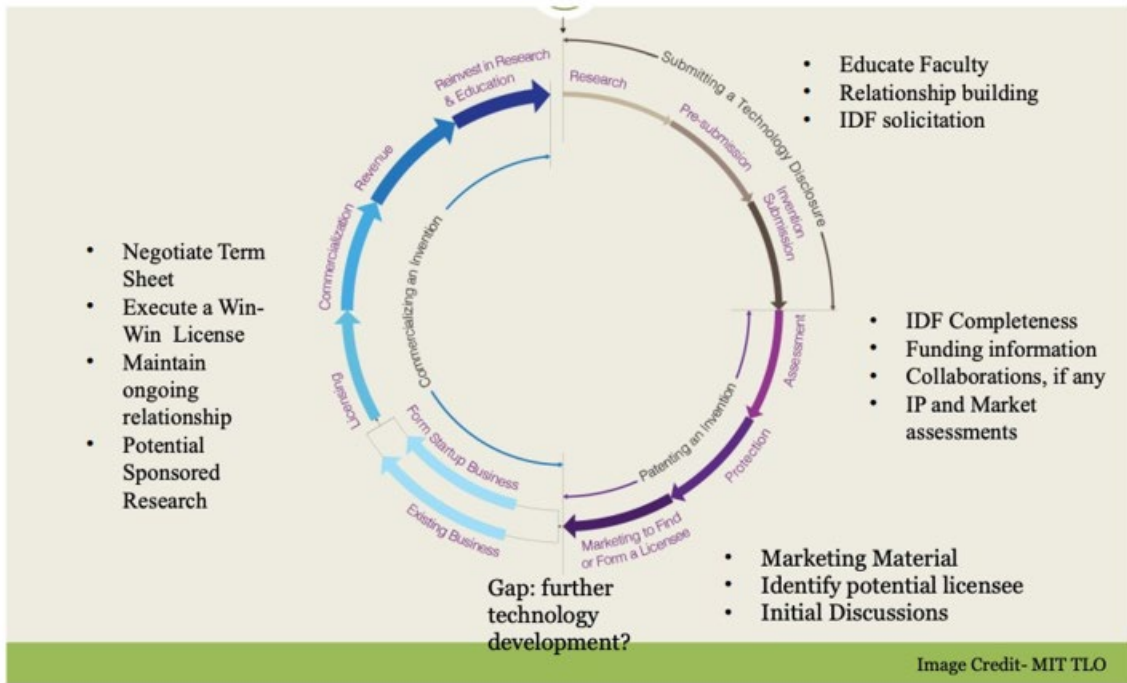 Reinvest in Research
& Education
Research
Submitting a Technology Disclosure
Pre-submission
Invention
Submission
• Educate Faculty
• Relationship building
• IDF solicitation
Revenue
Commercialization
Commercializing an Invention
• Negotiate Term
Sheet
• Execute a Win-
Win License
• Maintain
ongoing
relationship
• Potential
Sponsored
Research
Assessment
• IDF Completeness
• Funding information
• Collaborations, if any
• IP and Market
assessments
Licensing
Form Startup Business
Existing Business
Patenting an Invention
Protection
Marketing to Find
or Form a Licensee
• Marketing Material
• Identify potential licensee
• Initial Discussions
Gap: further
technology
development?
Image Credit- MIT TLO